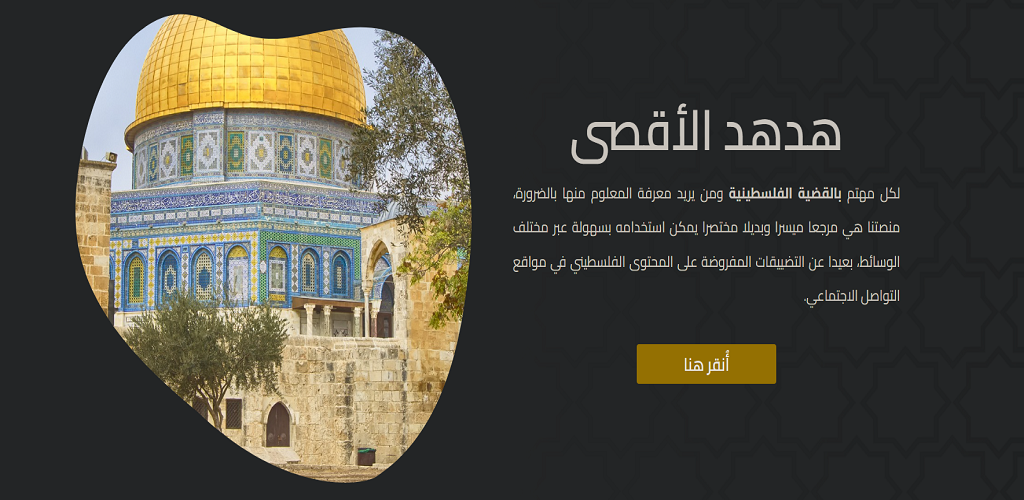 هدهد الأقصى
لكل مهتم بالقضية الفلسطينية ومن يريد معرفة المعلوم منها بالضرورة،
منصتنا هي مرجعا ميسرا وبديلا مختصرا يمكن استخدامه بسهولة عبر مختلف
الوسائط، بعيدا عن التضييقات المفروضة على المحتوى الفلسطيني في مواقع
التواصل الاجتماعي.
أنقر هنا